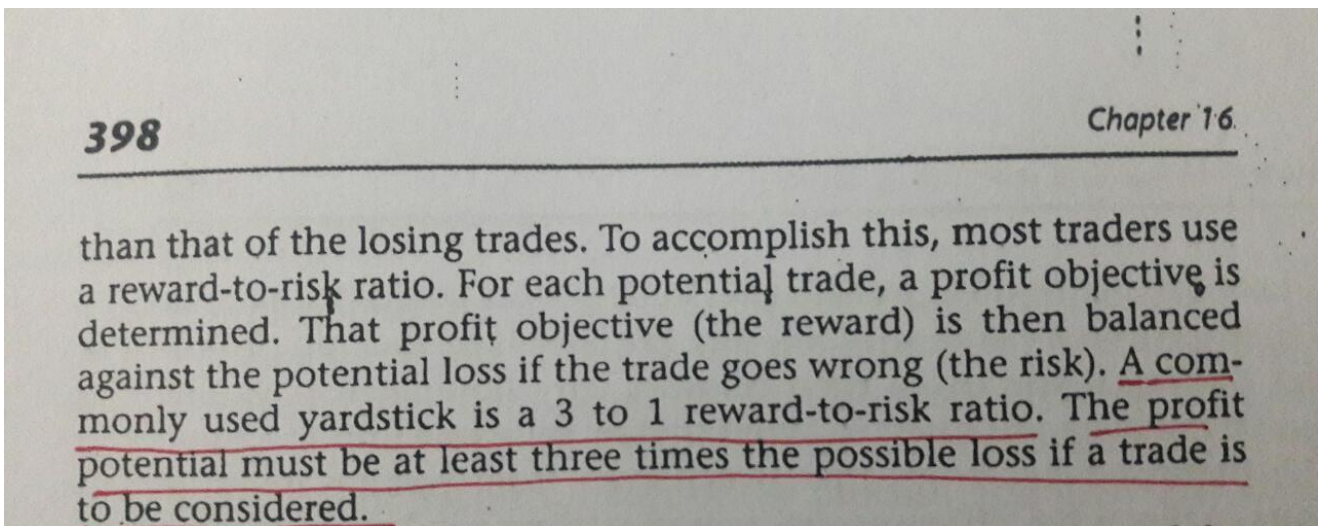 398
Chapter 16
than that of the losing trades. To accomplish this, most traders use
a reward-to-risk ratio. For each potential trade, a profit objective is
determined. That profit objective (the reward) is then balanced
against the potential loss if the trade goes wrong (the risk). A com-
monly used yardstick is a 3 to 1 reward-to-risk ratio. The profit
potential must be at least three times the possible loss if a trade is
to be considered.